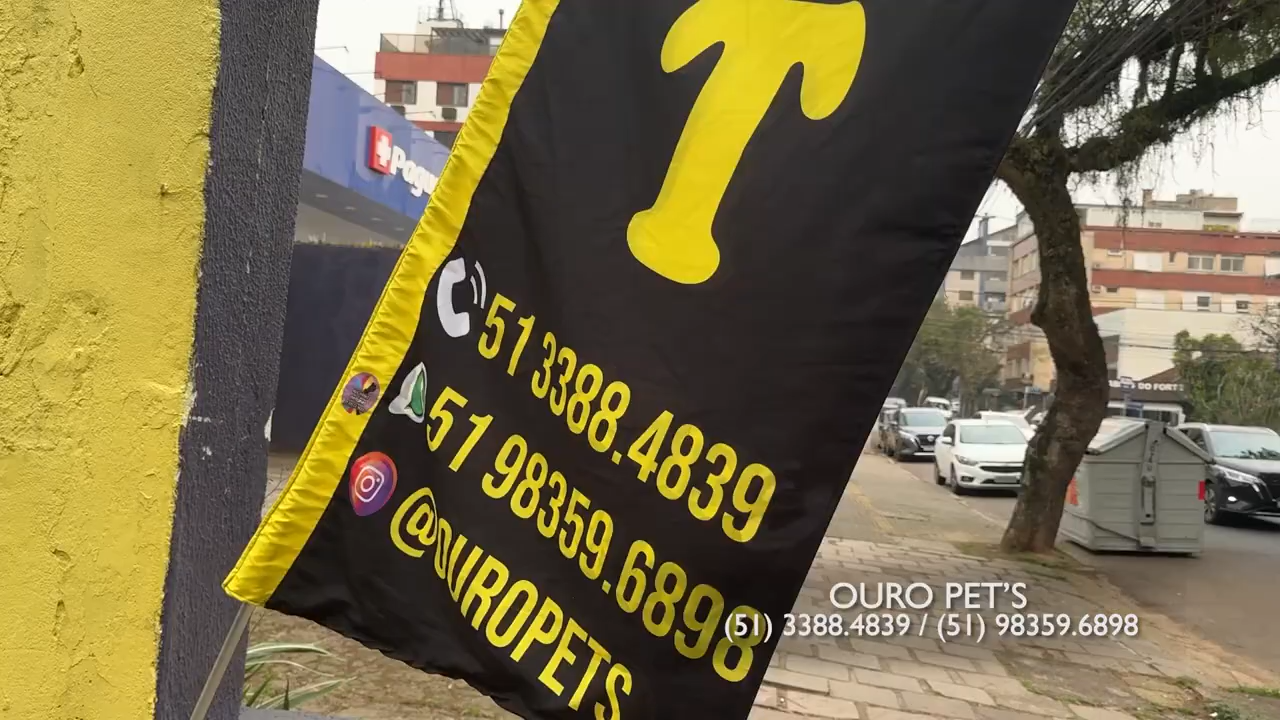 T
51 3388.4839
51 98359.6898
@OUROPETS
OURO PET'S
(51) 3388.4839 / (51) 98359.6898